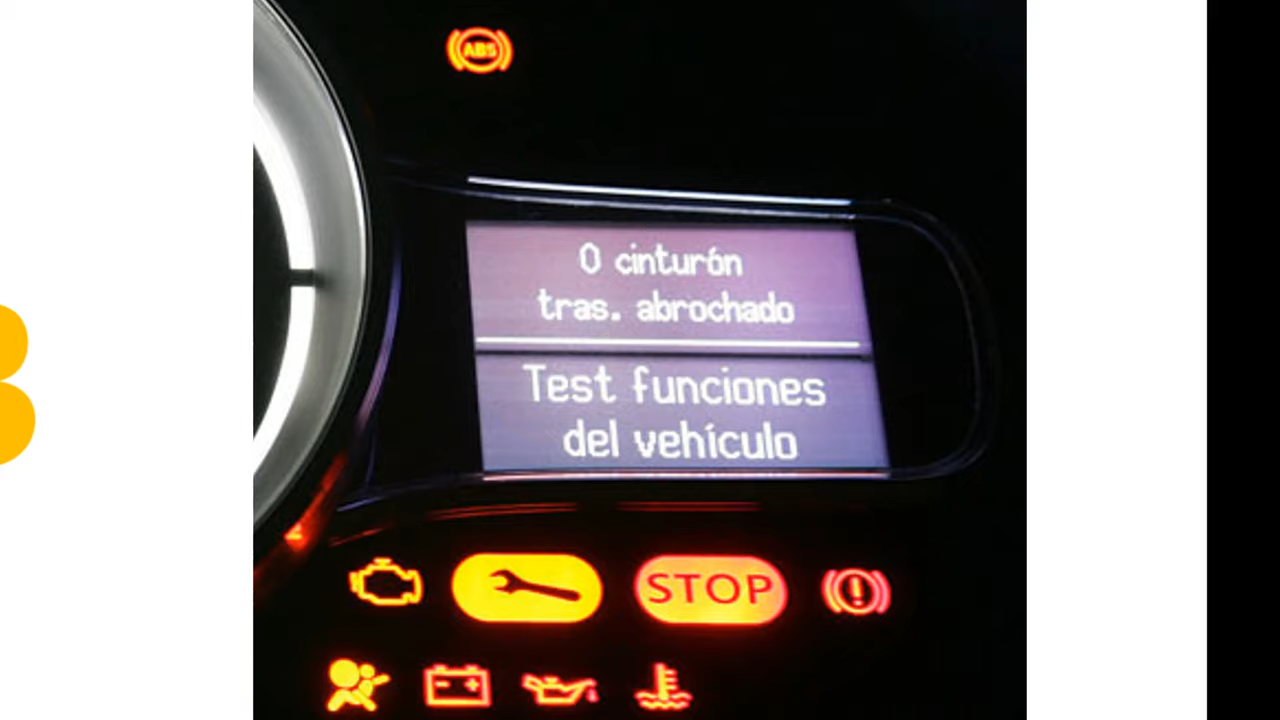 ABS
0 cinturón
tras. abrochado
Test funciones
del vehículo
STOP